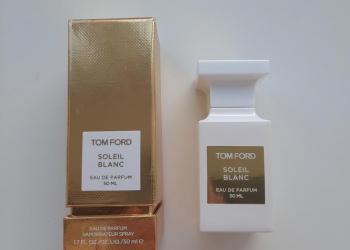 TOM FORD
SOLEIL
BLANC
EAU DE PARFUM
50 ML
EAU DE PARFUM
VAPORISATEUR SPRAY
1.7 FL.OZ./OZ.LIQ./50 ml ℮
TOM FORD
SOLEIL
BLANC
EAU DE PARFUM
50 ML